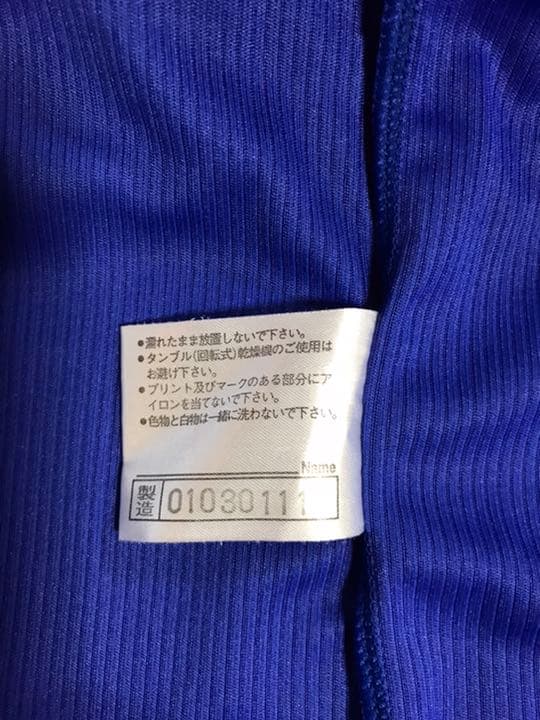 ●濡れたまま放置しないで下さい。
●タンブル(回転式)乾燥機のご使用は
お避け下さい。
●プリント及びマークのある部分にア
イロンを当てないで下さい。
●色物と白物は一緒に洗わないで下さい。
Name
製造 01030111